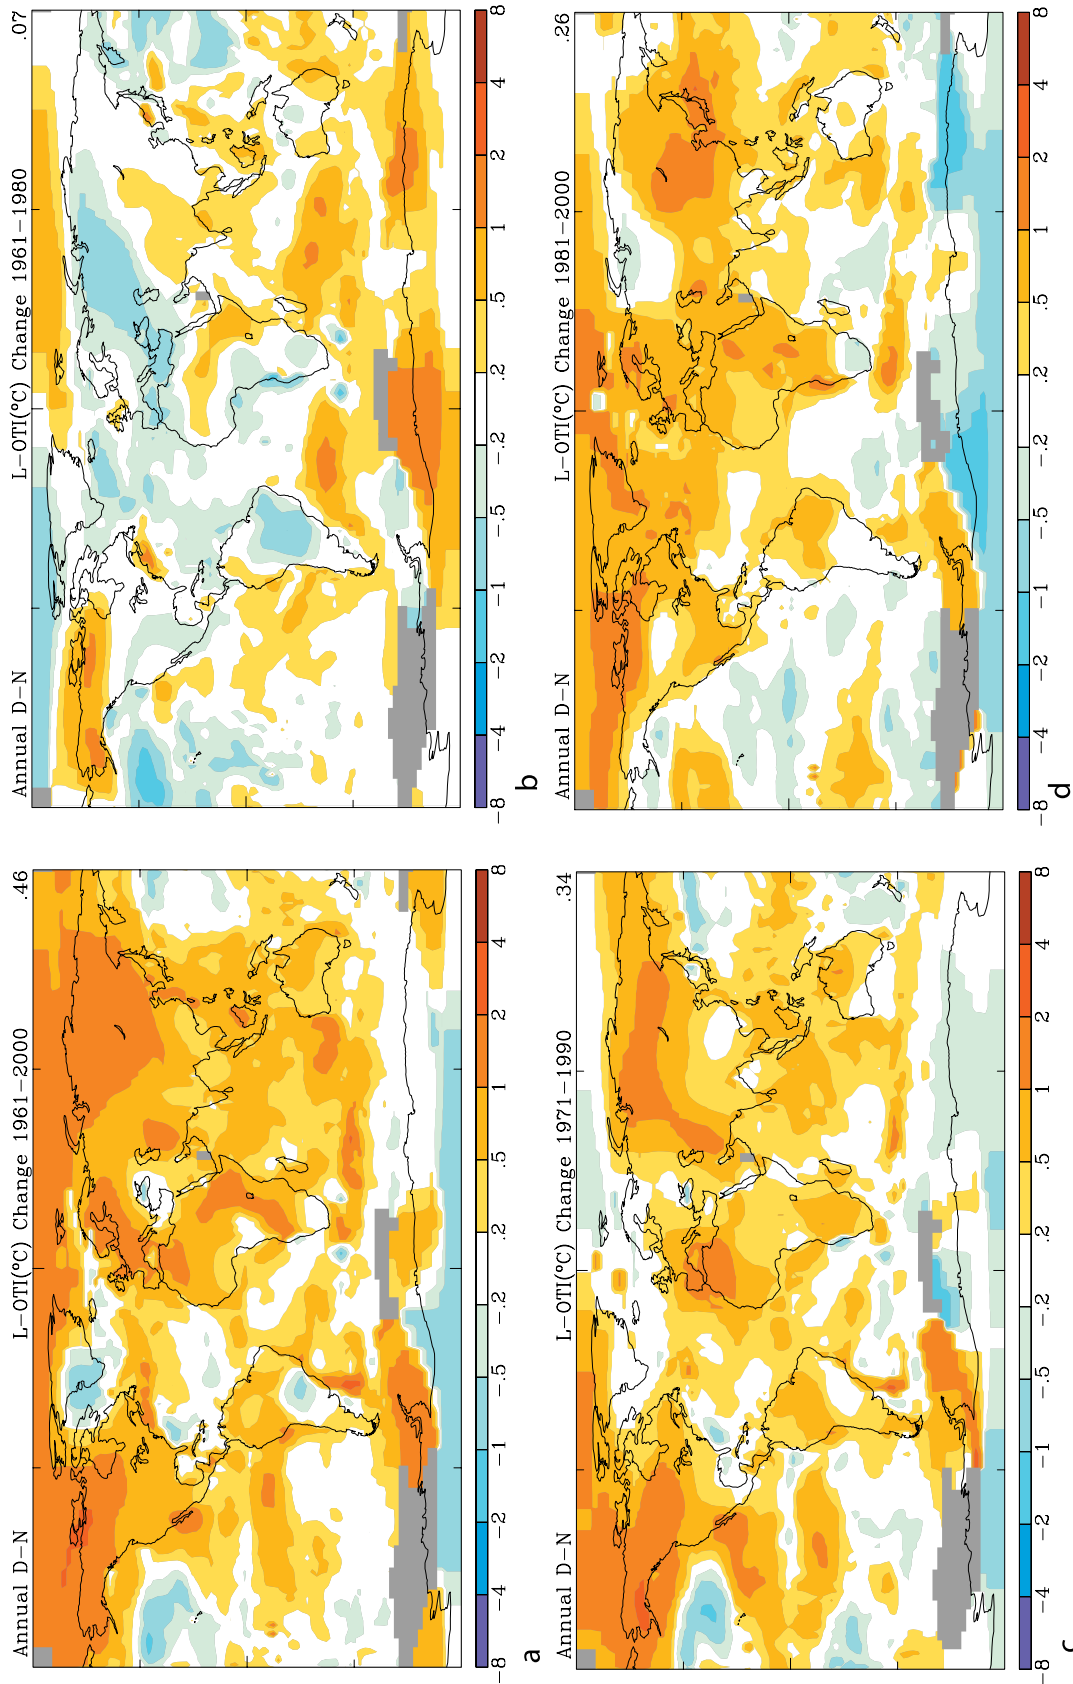 Annual D−N L−OTI(°C) Change 1961−2000 .46
−8 −4 −2 −1 −.5 −.2 .2 .5 1 2 4 8
a
Annual D−N L−OTI(°C) Change 1961−1980 .07
−8 −4 −2 −1 −.5 −.2 .2 .5 1 2 4 8
b
Annual D−N L−OTI(°C) Change 1971−1990 .34
−8 −4 −2 −1 −.5 −.2 .2 .5 1 2 4 8
c
Annual D−N L−OTI(°C) Change 1981−2000 .26
−8 −4 −2 −1 −.5 −.2 .2 .5 1 2 4 8
d